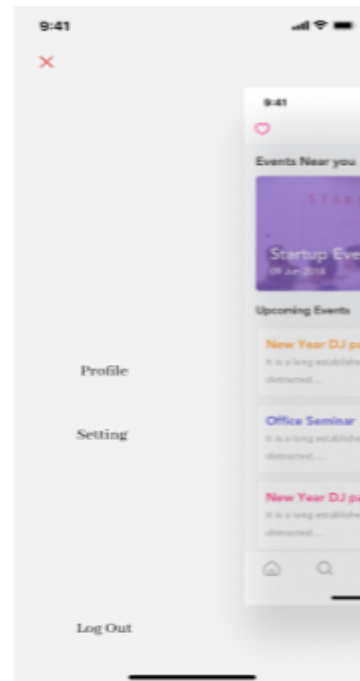 9:41
9:41
Events Near you
STAR
Startup Eve
09 Jun 2018
Upcoming Events
New Year DJ pa
It is a long establishe
distracted....
Office Seminar
It is a long establishe
distracted....
New Year DJ pa
It is a long establishe
distracted....
Profile
Setting
Log Out